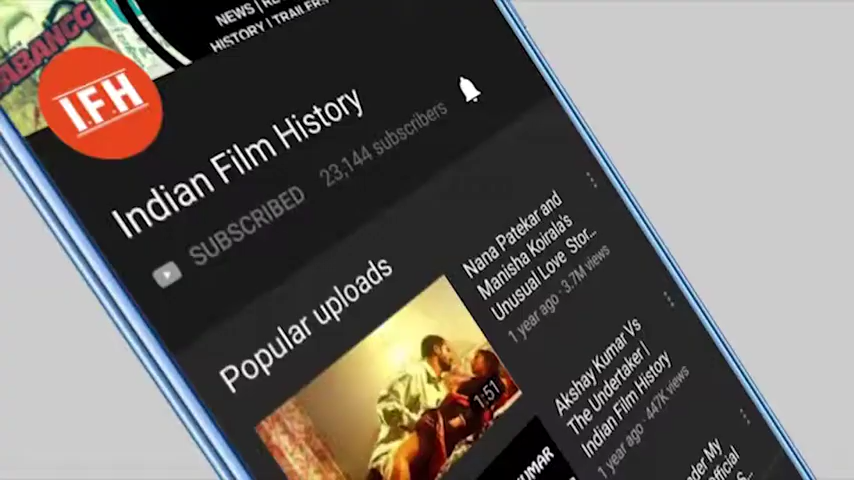 ABANGG
NEWS |
HISTORY | TRAILERS
I.F.H
Indian Film History
SUBSCRIBED 23,144 subscribers
Popular uploads
Nana Patekar and
Manisha Koirala's
Unusual Love Stor...
1 year ago · 3.7M views
1:51
Akshay Kumar Vs
The Undertaker |
Indian Film History
1 year ago · 447K views